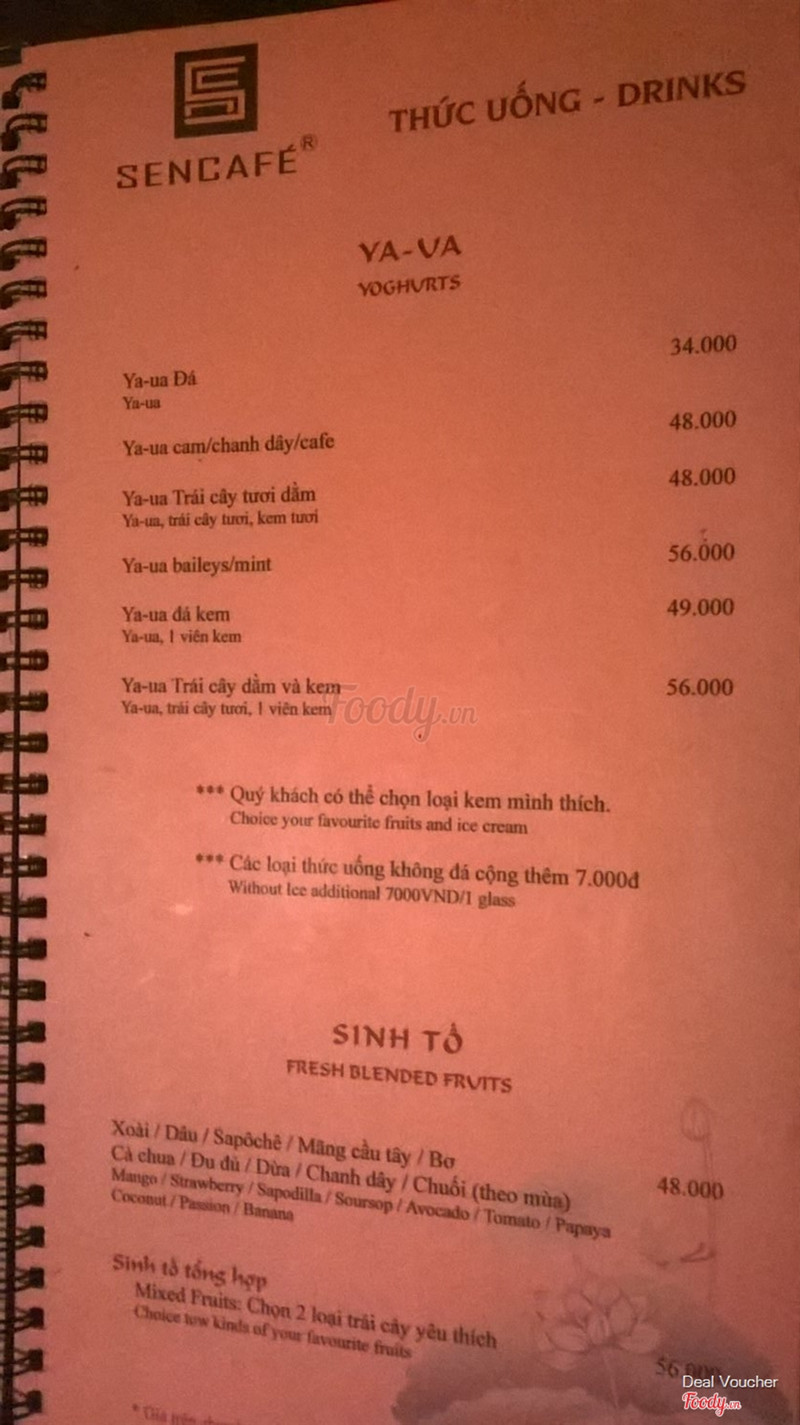 SENCAFÉ®
THỨC UỐNG - DRINKS
YA-UA
YOGHURTS
Ya-ua Đá 34.000
Ya-ua
Ya-ua cam/chanh dây/cafe 48.000
Ya-ua Trái cây tươi dằm 48.000
Ya-ua, trái cây tươi, kem tươi
Ya-ua baileys/mint 56.000
Ya-ua đá kem 49.000
Ya-ua, 1 viên kem
Ya-ua Trái cây dằm và kem 56.000
Ya-ua, trái cây tươi, 1 viên kem
Foody.vn
*** Quý khách có thể chọn loại kem mình thích.
Choice your favourite fruits and ice cream
*** Các loại thức uống không đá cộng thêm 7.000đ
Without Ice additional 7000VND/1 glass
SINH TỐ
FRESH BLENDED FRUITS
Xoài / Dâu / Sapôchê / Mãng cầu tây / Bơ
Cà chua / Đu đủ / Dừa / Chanh dây / Chuối (theo mùa) 48.000
Mango / Strawberry / Sapodilla / Soursop / Avocado / Tomato / Papaya
Coconut / Passion / Banana
Sinh tố tổng hợp
Mixed Fruits: Chọn 2 loại trái cây yêu thích
Choice tow kinds of your favourite fruits
56.000
Deal Voucher
Foody.vn